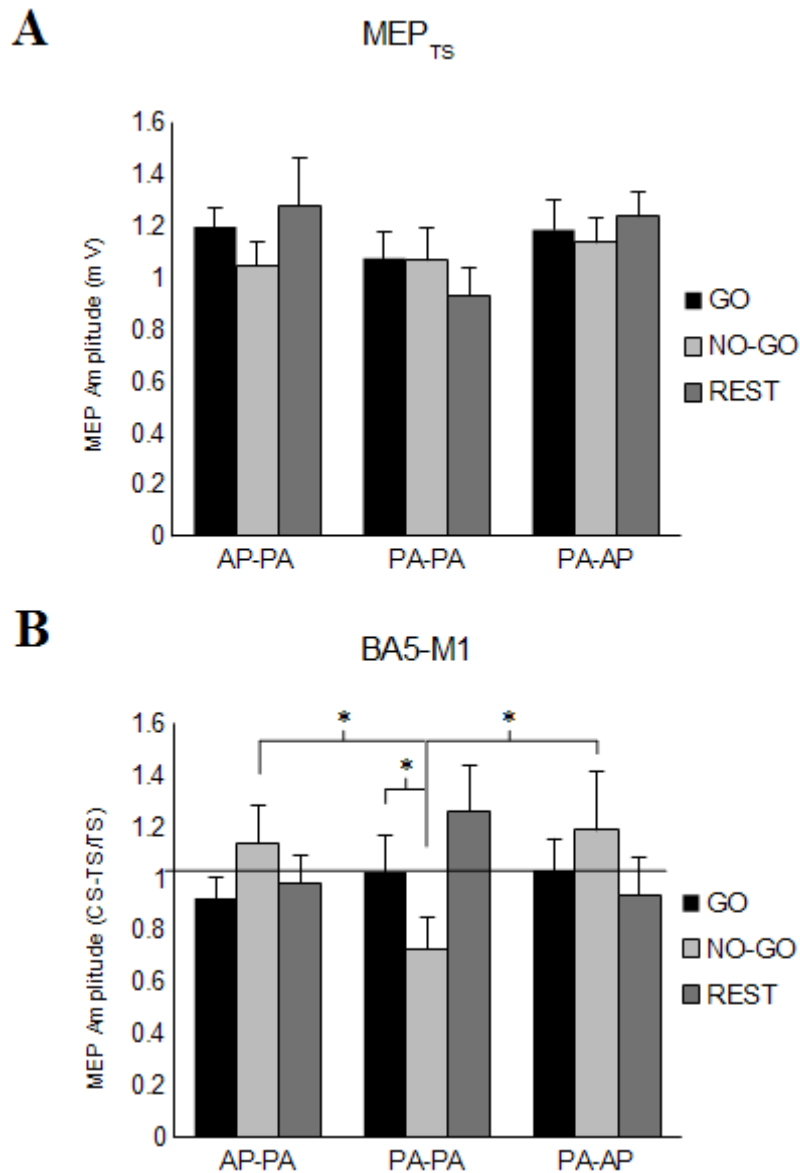 A
MEP_TS
MEP Amplitude (mV)
1.6
1.4
1.2
1
0.8
0.6
0.4
0.2
0
AP-PA PA-PA PA-AP
GO
NO-GO
REST
B
BA5-M1
MEP Amplitude (CS-TS/TS)
1.6
1.4
1.2
1
0.8
0.6
0.4
0.2
0
* *
*
AP-PA PA-PA PA-AP
GO
NO-GO
REST